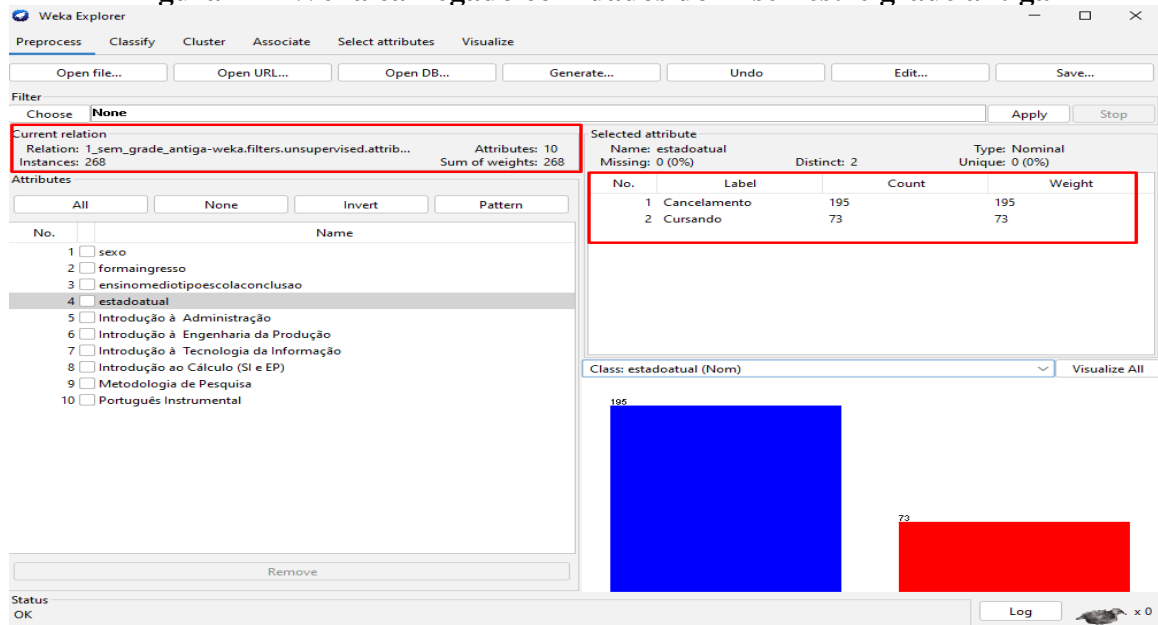 Weka Explorer
Preprocess Classify Cluster Associate Select attributes Visualize
Open file... Open URL... Open DB... Generate... Undo Edit... Save...
Filter
Choose None Apply Stop
Current relation
Relation: 1_sem_grade_antiga-weka.filters.unsupervised.attrib... Attributes: 10
Instances: 268 Sum of weights: 268
Attributes
All None Invert Pattern
No. Name
1 sexo
2 formaingresso
3 ensinomediotipoescolaconclusao
4 estadoatual
5 Introdução à Administração
6 Introdução à Engenharia da Produção
7 Introdução à Tecnologia da Informação
8 Introdução ao Cálculo (SI e EP)
9 Metodologia de Pesquisa
10 Português Instrumental
Remove
Selected attribute
Name: estadoatual Type: Nominal
Missing: 0 (0%) Distinct: 2 Unique: 0 (0%)
No. Label Count Weight
1 Cancelamento 195 195
2 Cursando 73 73
Class: estadoatual (Nom) Visualize All
195
73
Status
OK
Log x 0